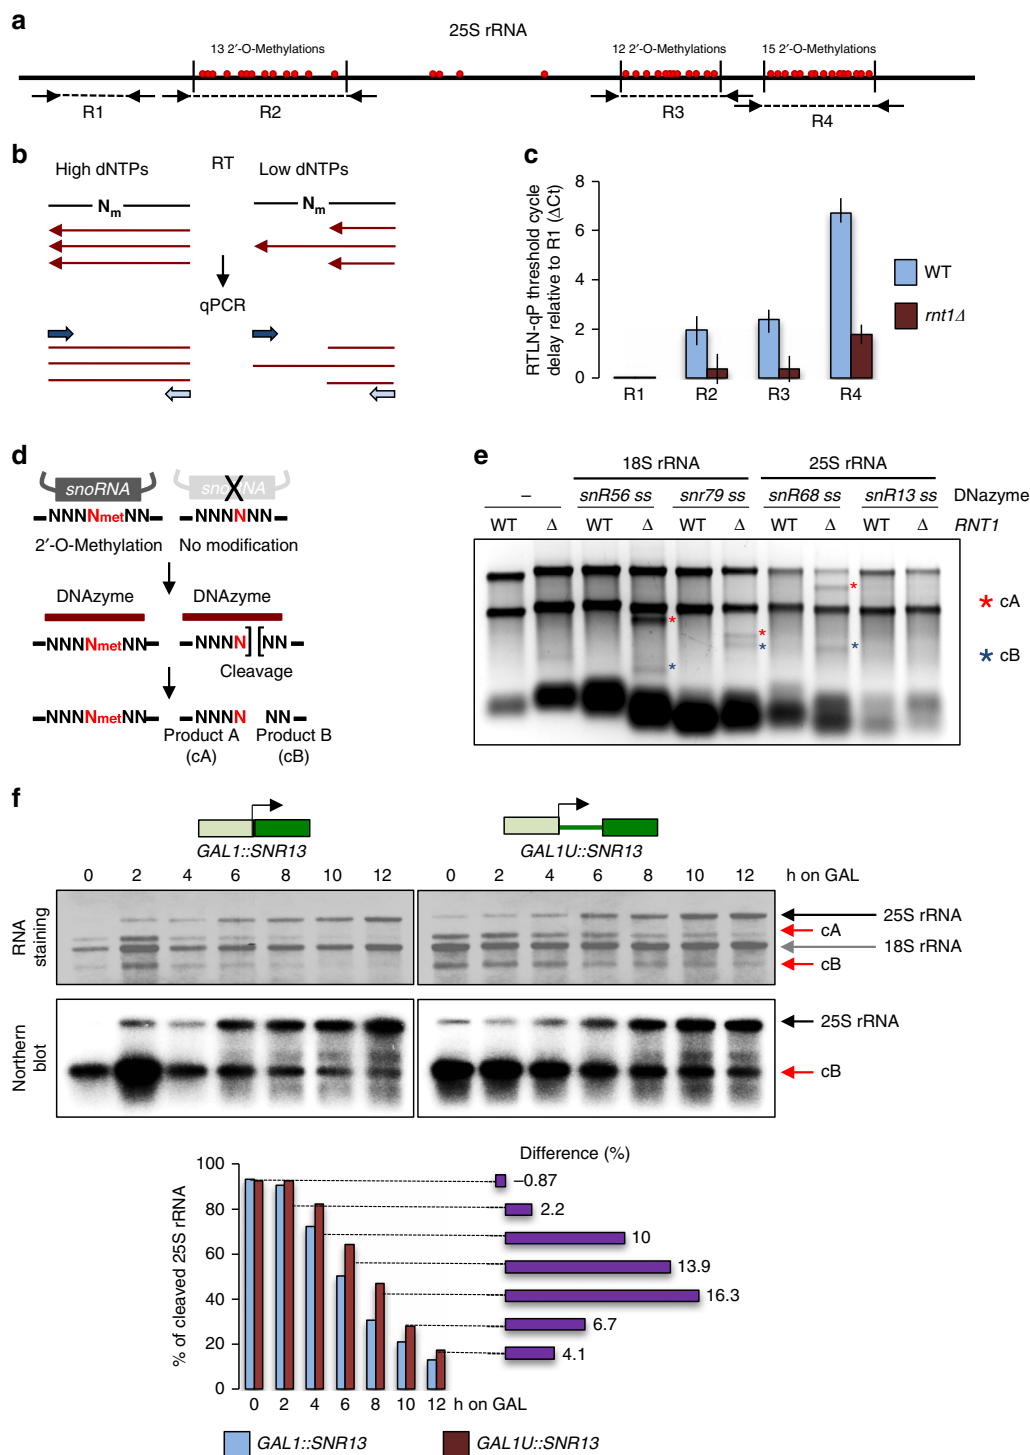 a
25S rRNA
13 2′-O-Methylations
12 2′-O-Methylations
15 2′-O-Methylations
R1
R2
R3
R4
b
High dNTPs
RT
Low dNTPs
Nm
Nm
qPCR
c
RTLN-qP threshold cycle
delay relative to R1 (ΔCt)
8
6
4
2
0
R1
R2
R3
R4
WT
rnt1Δ
d
snoRNA
snoRNA
NNNNmetNN
NNNNNN
2′-O-Methylation
No modification
DNAzyme
DNAzyme
NNNNmetNN
NNNN
NN
Cleavage
NNNNmetNN
NNNN
NN
Product A
(cA)
Product B
(cB)
e
18S rRNA
25S rRNA
–
snR56 ss
snr79 ss
snR68 ss
snR13 ss
DNAzyme
WT
Δ
WT
Δ
WT
Δ
WT
Δ
WT
Δ
RNT1
* cA
* cB
f
GAL1::SNR13
GAL1U::SNR13
0 2 4 6 8 10 12
0 2 4 6 8 10 12
h on GAL
RNA
staining
25S rRNA
cA
18S rRNA
cB
Northern
blot
25S rRNA
cB
% of cleaved 25S rRNA
100
80
60
40
20
0
0 2 4 6 8 10 12 h on GAL
Difference (%)
–0.87
2.2
10
13.9
16.3
6.7
4.1
GAL1::SNR13
GAL1U::SNR13